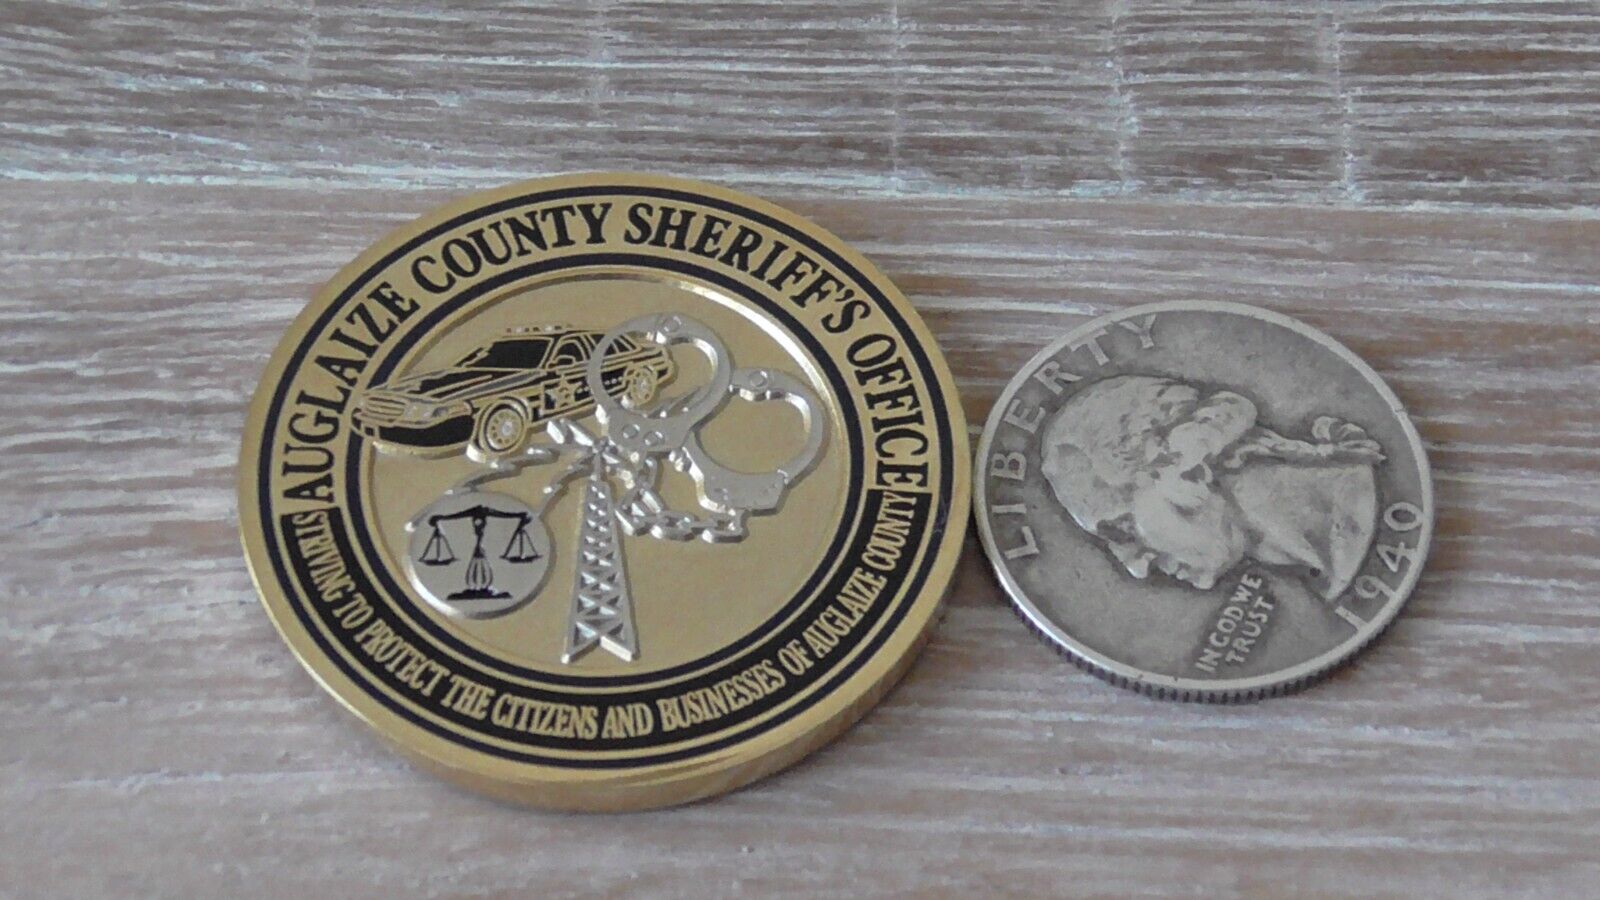 AUGLAIZE COUNTY SHERIFF'S OFFICE
STRIVING TO PROTECT THE CITIZENS AND BUSINESSES OF AUGLAIZE COUNTY
LIBERTY
IN GOD WE
TRUST
1940